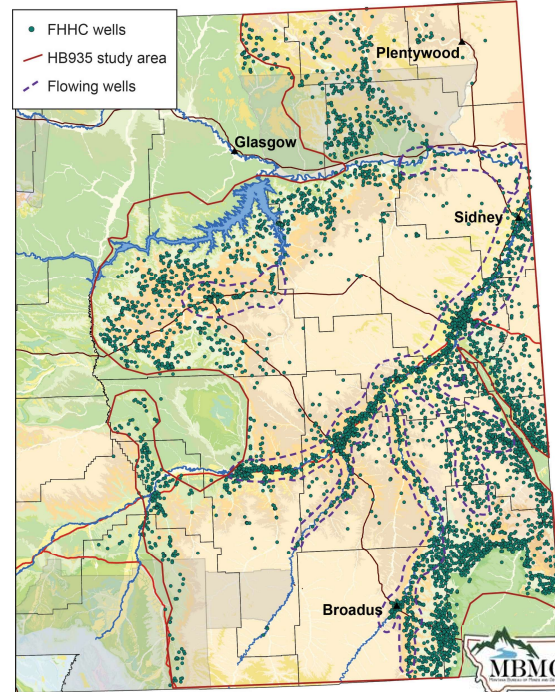 FHHC wells
HB935 study area
Flowing wells
Plentywood
Glasgow
Sidney
Broadus
MBMG